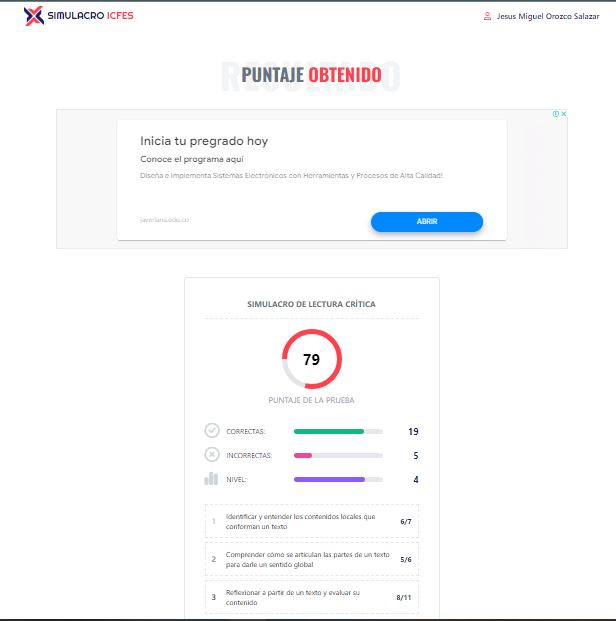 SIMULACRO ICFES
Jesus Miguel Orozco Salazar
RESULTADO
PUNTAJE OBTENIDO
Inicia tu pregrado hoy
Conoce el programa aquí
Diseña e implementa Sistemas Electrónicos con Herramientas y Procesos de Alta Calidad!
javeriana.edu.co
ABRIR
SIMULACRO DE LECTURA CRÍTICA
79
PUNTAJE DE LA PRUEBA
CORRECTAS: 19
INCORRECTAS: 5
NIVEL: 4
1 Identificar y entender los contenidos locales que
conforman un texto 6/7
2 Comprender cómo se articulan las partes de un texto
para darle un sentido global 5/6
3 Reflexionar a partir de un texto y evaluar su
contenido 8/11